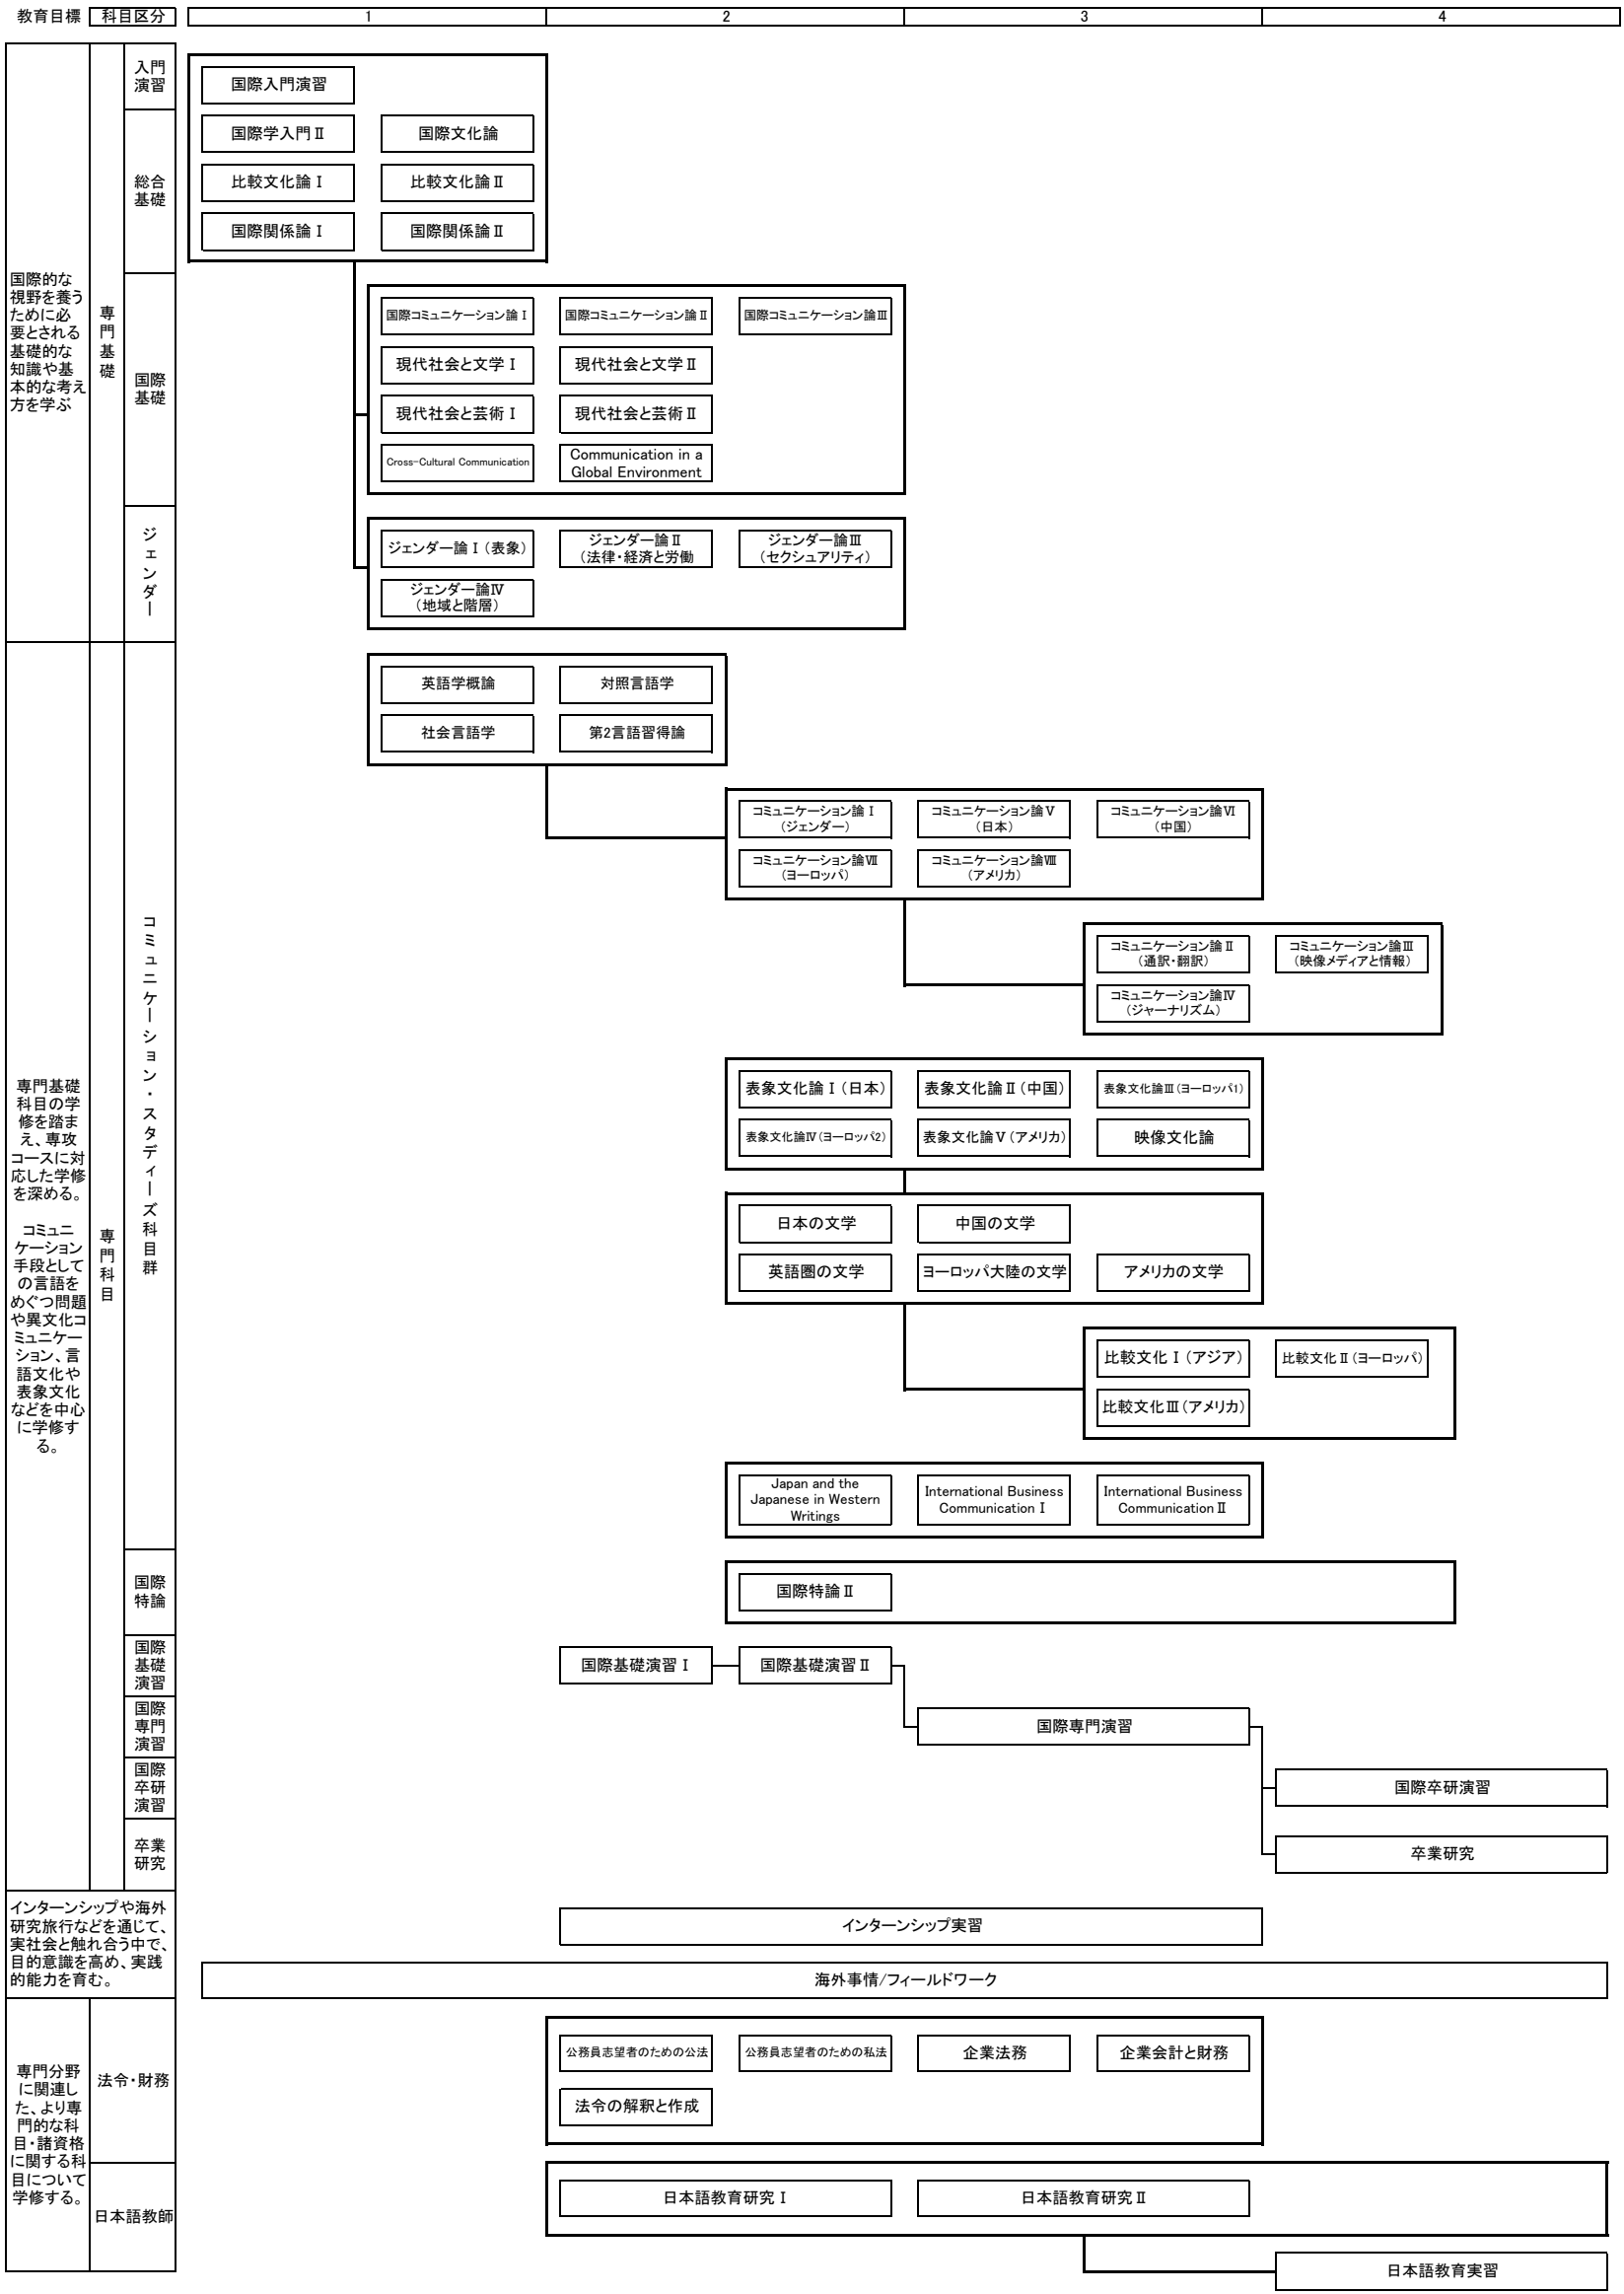 教育目標
科目区分
1
2
3
4
国際的な
視野を養う
ために必
要とされる
基礎的な
知識や基
本的な考え
方を学ぶ
専
門
基
礎
入門
演習
国際入門演習
総合
基礎
国際学入門Ⅱ
国際文化論
比較文化論Ⅰ
比較文化論Ⅱ
国際関係論Ⅰ
国際関係論Ⅱ
国際
基礎
国際コミュニケーション論Ⅰ
国際コミュニケーション論Ⅱ
国際コミュニケーション論Ⅲ
現代社会と文学Ⅰ
現代社会と文学Ⅱ
現代社会と芸術Ⅰ
現代社会と芸術Ⅱ
Cross-Cultural Communication
Communication in a
Global Environment
ジ
ェ
ン
ダ
ー
ジェンダー論Ⅰ(表象)
ジェンダー論Ⅱ
(法律・経済と労働
ジェンダー論Ⅲ
(セクシュアリティ)
ジェンダー論Ⅳ
(地域と階層)
専門基礎
科目の学
修を踏ま
え、専攻
コースに対
応した学修
を深める。
コミュニ
ケーション
手段として
の言語を
めぐつ問題
や異文化コ
ミュニケー
ション、言
語文化や
表象文化
などを中心
に学修す
る。
専
門
科
目
コ
ミ
ュ
ニ
ケ
ー
シ
ョ
ン
・
ス
タ
デ
ィ
ー
ズ
科
目
群
英語学概論
対照言語学
社会言語学
第2言語習得論
コミュニケーション論Ⅰ
(ジェンダー)
コミュニケーション論Ⅴ
(日本)
コミュニケーション論Ⅵ
(中国)
コミュニケーション論Ⅶ
(ヨーロッパ)
コミュニケーション論Ⅷ
(アメリカ)
コミュニケーション論Ⅱ
(通訳・翻訳)
コミュニケーション論Ⅲ
(映像メディアと情報)
コミュニケーション論Ⅳ
(ジャーナリズム)
表象文化論Ⅰ(日本)
表象文化論Ⅱ(中国)
表象文化論Ⅲ(ヨーロッパ1)
表象文化論Ⅳ(ヨーロッパ2)
表象文化論Ⅴ(アメリカ)
映像文化論
日本の文学
中国の文学
英語圏の文学
ヨーロッパ大陸の文学
アメリカの文学
比較文化Ⅰ(アジア)
比較文化Ⅱ(ヨーロッパ)
比較文化Ⅲ(アメリカ)
Japan and the
Japanese in Western
Writings
International Business
Communication Ⅰ
International Business
Communication Ⅱ
国際
特論
国際特論Ⅱ
国際
基礎
演習
国際基礎演習Ⅰ
国際基礎演習Ⅱ
国際
専門
演習
国際専門演習
国際
卒研
演習
国際卒研演習
卒業
研究
卒業研究
インターンシップや海外
研究旅行などを通じて、
実社会と触れ合う中で、
目的意識を高め、実践
的能力を育む。
インターンシップ実習
海外事情/フィールドワーク
専門分野
に関連し
た、より専
門的な科
目・諸資格
に関する科
目について
学修する。
法令・財務
公務員志望者のための公法
公務員志望者のための私法
企業法務
企業会計と財務
法令の解釈と作成
日本語教師
日本語教育研究Ⅰ
日本語教育研究Ⅱ
日本語教育実習